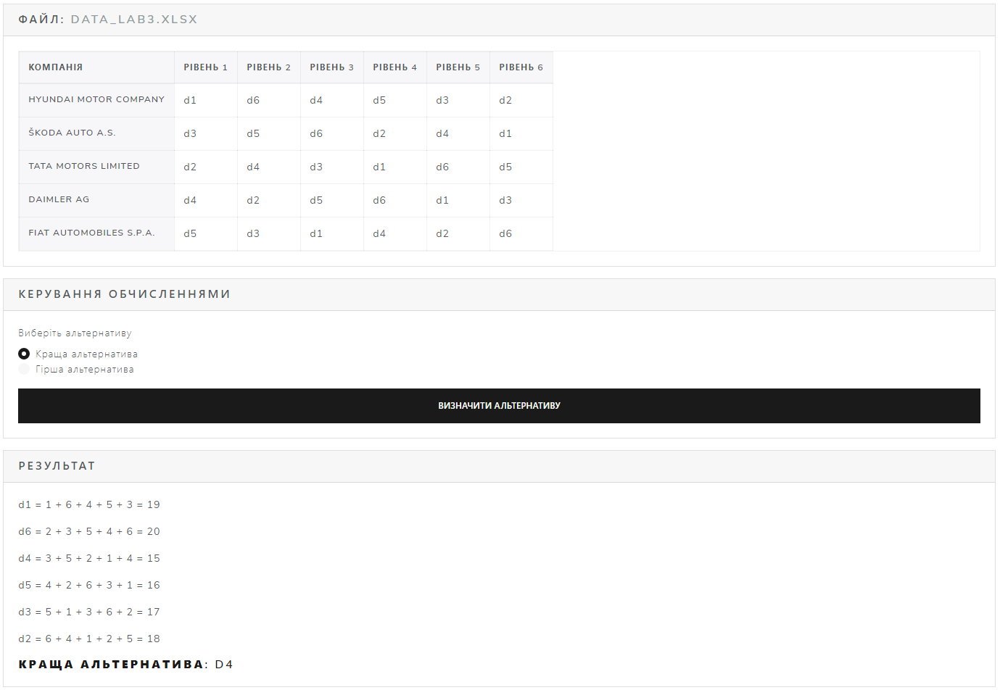 ФАЙЛ: DATA_LAB3.XLSX
КОМПАНІЯ РІВЕНЬ 1 РІВЕНЬ 2 РІВЕНЬ 3 РІВЕНЬ 4 РІВЕНЬ 5 РІВЕНЬ 6
HYUNDAI MOTOR COMPANY d1 d6 d4 d5 d3 d2
ŠKODA AUTO A.S. d3 d5 d6 d2 d4 d1
TATA MOTORS LIMITED d2 d4 d3 d1 d6 d5
DAIMLER AG d4 d2 d5 d6 d1 d3
FIAT AUTOMOBILES S.P.A. d5 d3 d1 d4 d2 d6
КЕРУВАННЯ ОБЧИСЛЕННЯМИ
Виберіть альтернативу
Краща альтернатива
Гірша альтернатива
ВИЗНАЧИТИ АЛЬТЕРНАТИВУ
РЕЗУЛЬТАТ
d1 = 1 + 6 + 4 + 5 + 3 = 19
d6 = 2 + 3 + 5 + 4 + 6 = 20
d4 = 3 + 5 + 2 + 1 + 4 = 15
d5 = 4 + 2 + 6 + 3 + 1 = 16
d3 = 5 + 1 + 3 + 6 + 2 = 17
d2 = 6 + 4 + 1 + 2 + 5 = 18
КРАЩА АЛЬТЕРНАТИВА: D4